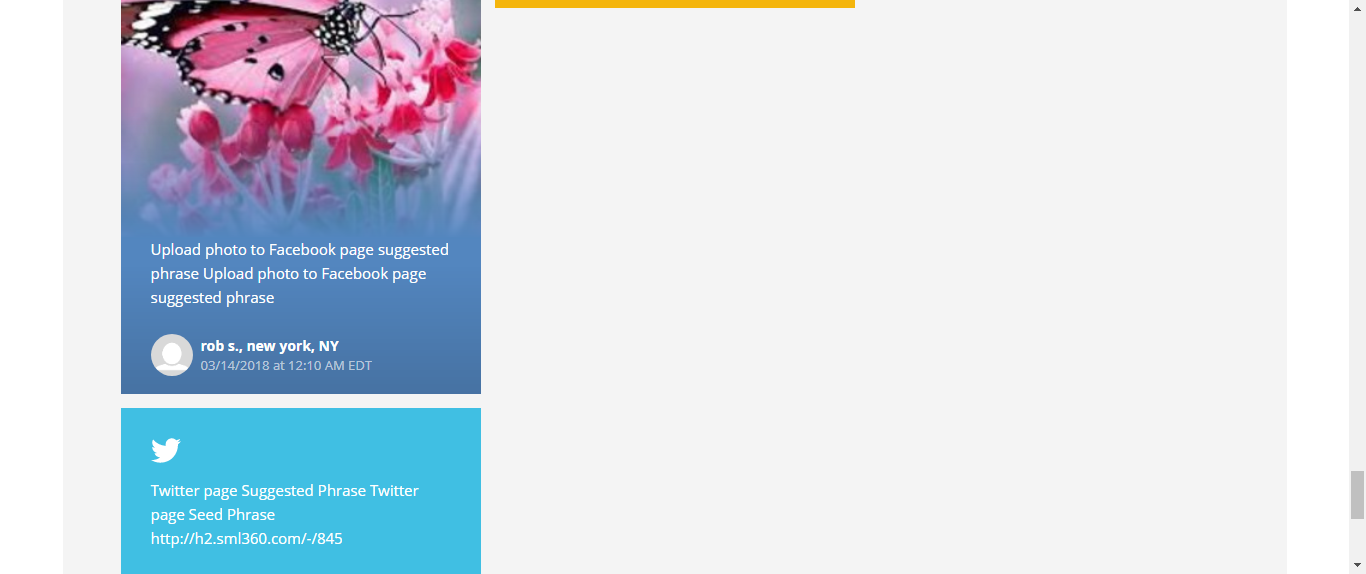 Upload photo to Facebook page suggested
phrase Upload photo to Facebook page
suggested phrase
rob s., new york, NY
03/14/2018 at 12:10 AM EDT
Twitter page Suggested Phrase Twitter
page Seed Phrase
http://h2.sml360.com/-/845